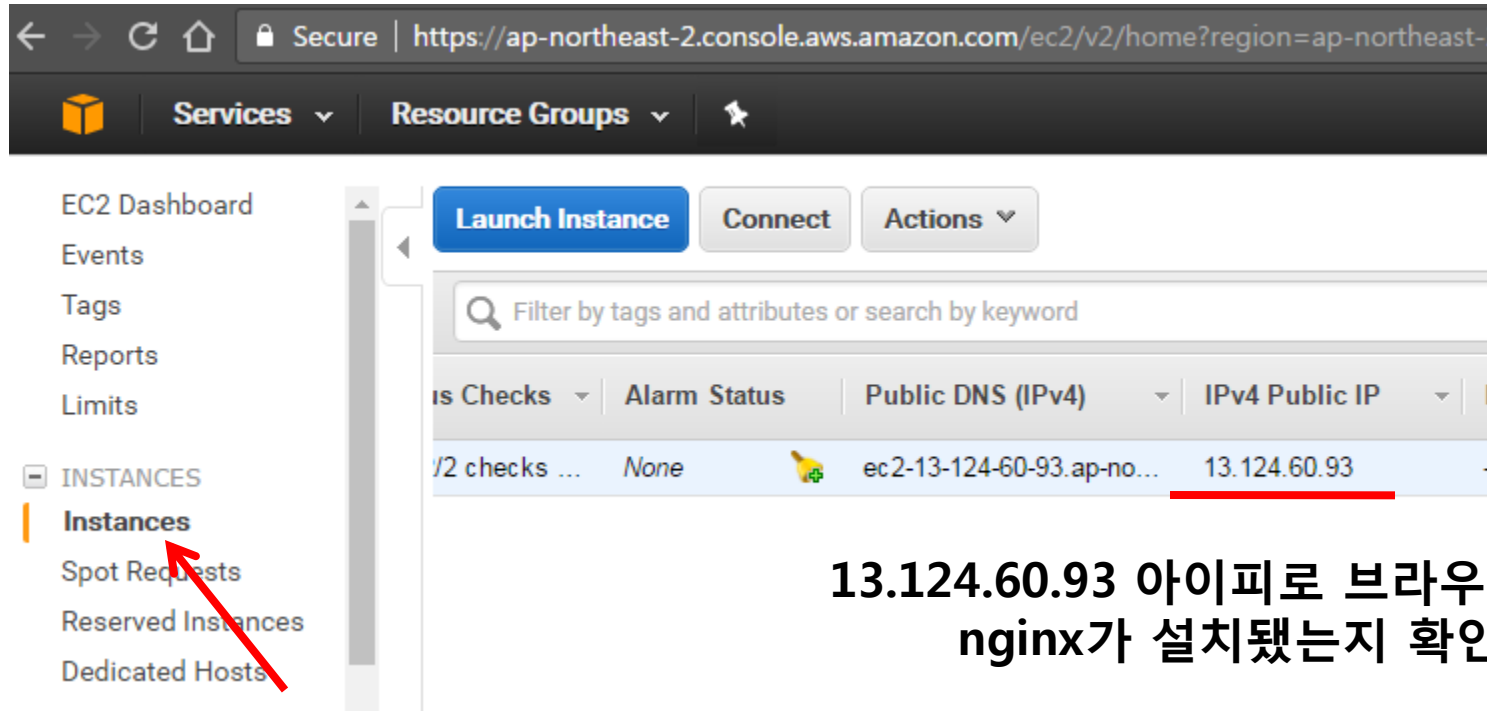 Secure | https://ap-northeast-2.console.aws.amazon.com/ec2/v2/home?region=ap-northeast-
Services Resource Groups
EC2 Dashboard
Events
Tags
Reports
Limits
INSTANCES
Instances
Spot Requests
Reserved Instances
Dedicated Hosts
Launch Instance Connect Actions
Filter by tags and attributes or search by keyword
us Checks Alarm Status Public DNS (IPv4) IPv4 Public IP
/2 checks ... None ec2-13-124-60-93.ap-no... 13.124.60.93 -
13.124.60.93 아이피로 브라우
nginx가 설치됐는지